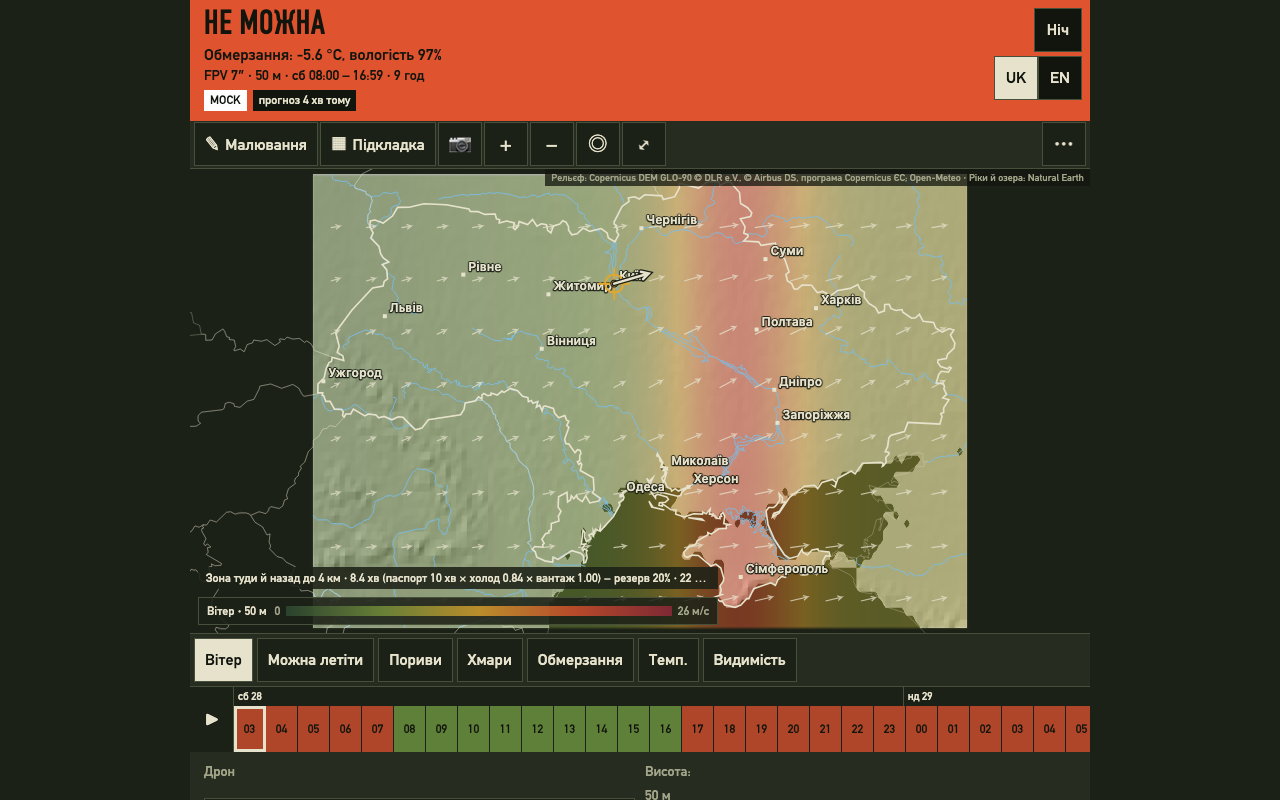 НЕ МОЖНА
Обмерзання: -5.6 °C, вологість 97%
FPV 7″ · 50 м · сб 08:00 – 16:59 · 9 год
МОСК прогноз 4 хв тому
Ніч
UK EN
Малювання Підкладка + − ...
Рельєф: Copernicus DEM GLO-90 © DLR e.V., © Airbus DS, програма Copernicus ЄС; Open-Meteo · Ріки й озера: Natural Earth
Чернігів
Суми
Рівне
Житомир
Львів
Харків
Полтава
Вінниця
Ужгород
Дніпро
Запоріжжя
Миколаїв
Херсон
Одеса
Сімферополь
Зона туди й назад до 4 км · 8.4 хв (паспорт 10 хв × холод 0.84 × вантаж 1.00) – резерв 20% · 22 ...
Вітер · 50 м 0 26 м/с
Вітер Можна летіти Пориви Хмари Обмерзання Темп. Видимість
сб 28 нд 29
03 04 05 06 07 08 09 10 11 12 13 14 15 16 17 18 19 20 21 22 23 00 01 02 03 04 05
Дрон Висота:
50 м